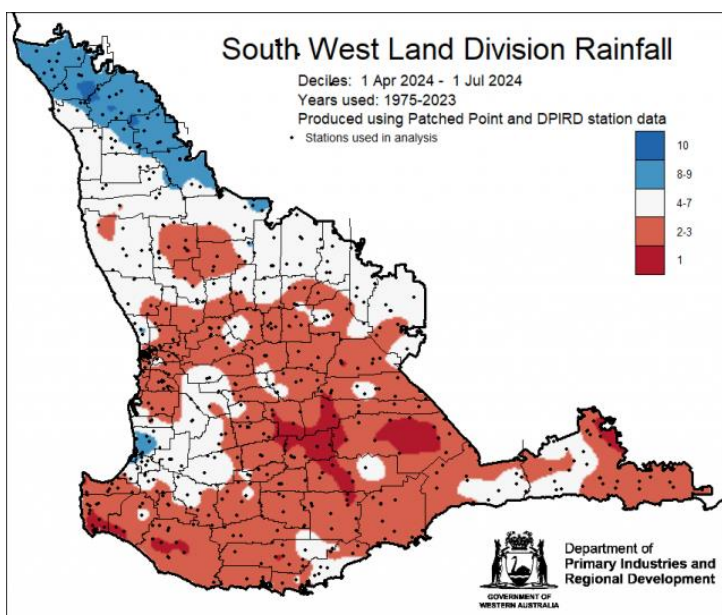 South West Land Division Rainfall
Deciles: 1 Apr 2024 - 1 Jul 2024
Years used: 1975-2023
Produced using Patched Point and DPIRD station data
• Stations used in analysis
10
8-9
4-7
2-3
1
Department of
Primary Industries and
Regional Development
GOVERNMENT OF
WESTERN AUSTRALIA